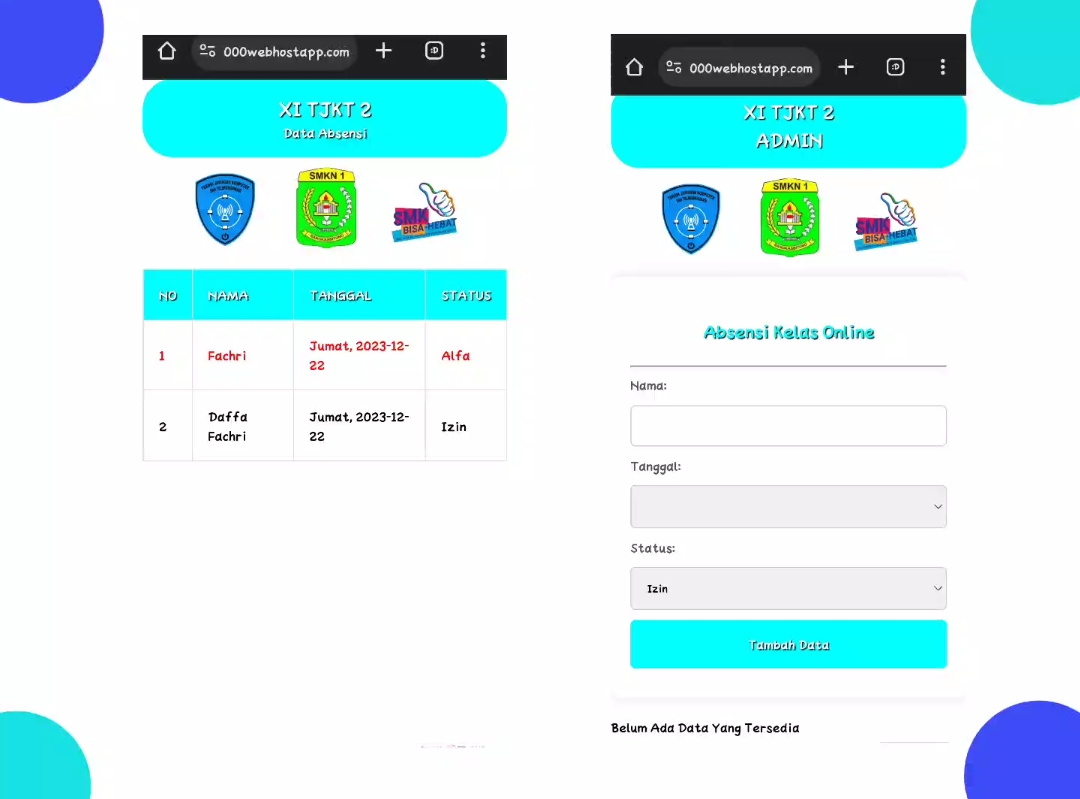 000webhostapp.com
:D
XI TJKT 2
Data Absensi
SMKN 1
SMK
BISA-HEBAT
NO NAMA TANGGAL STATUS
1 Fachri Jumat, 2023-12-22 Alfa
2 Daffa Fachri Jumat, 2023-12-22 Izin
000webhostapp.com
:D
XI TJKT 2
ADMIN
SMKN 1
SMK
BISA-HEBAT
Absensi Kelas Online
Nama:
Tanggal:
Status:
Izin
Tambah Data
Belum Ada Data Yang Tersedia